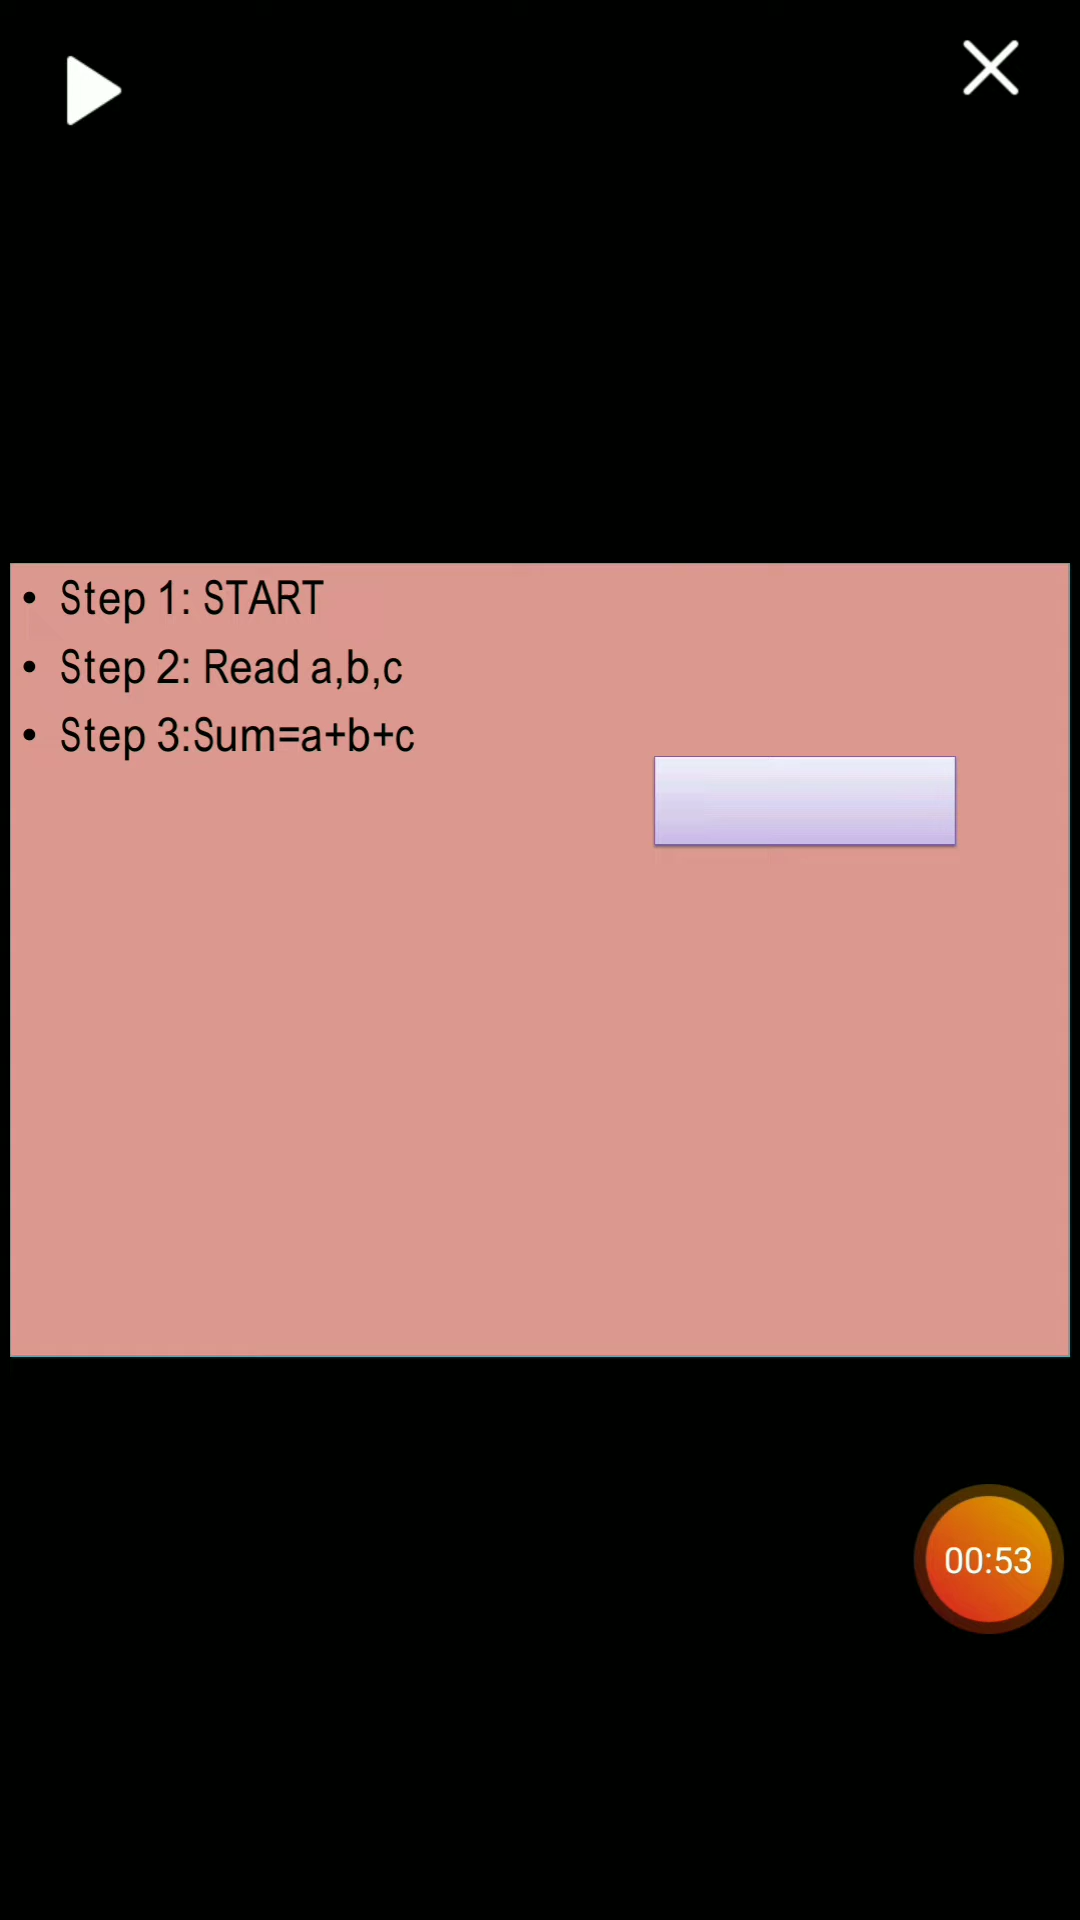 • Step 1: START
• Step 2: Read a,b,c
• Step 3:Sum=a+b+c
00:53